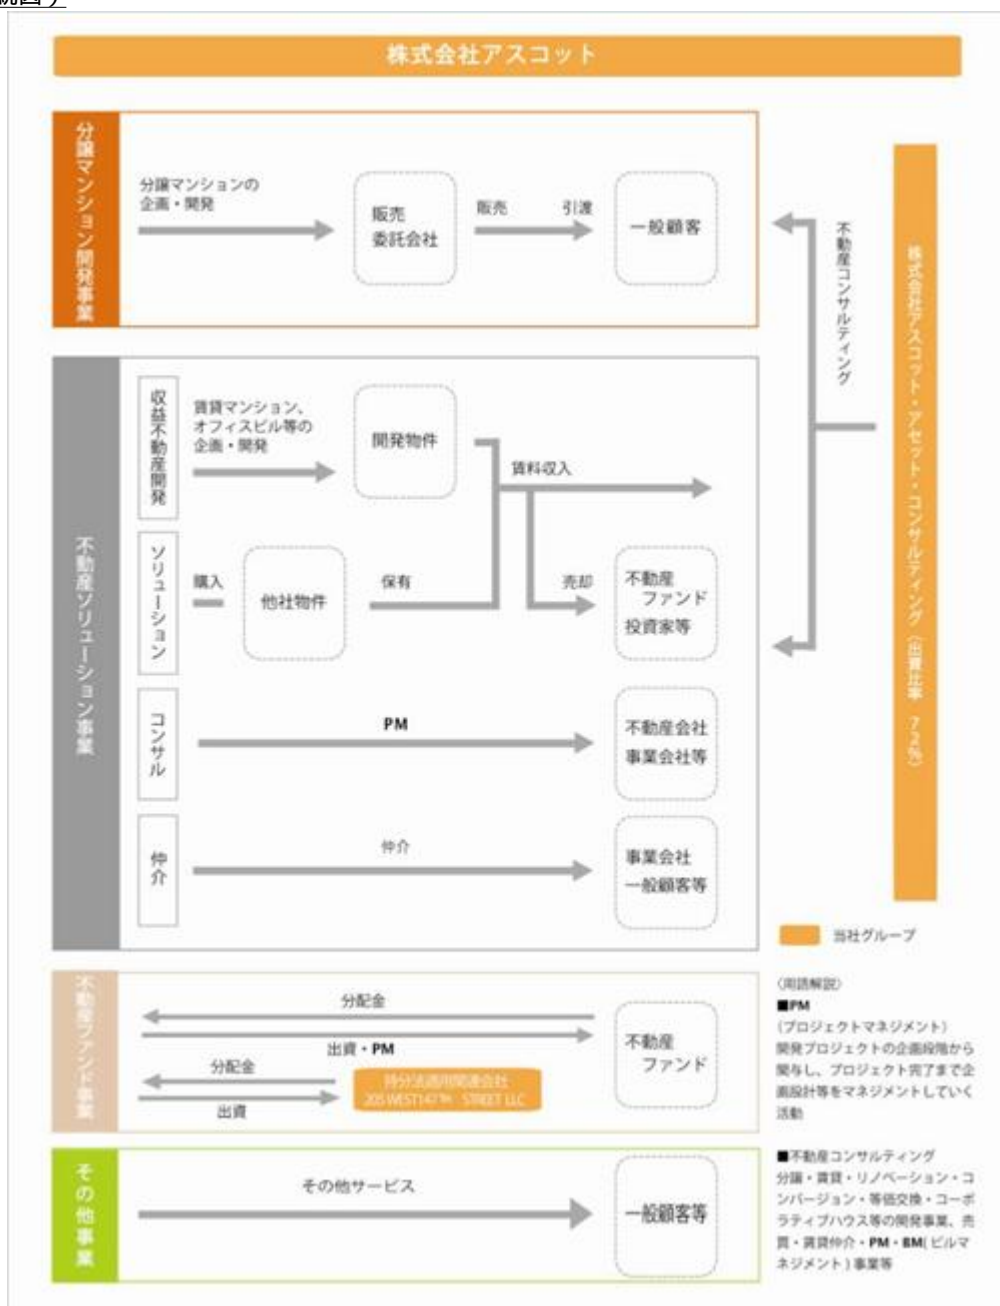 株式会社アスコット
分譲マンション開発事業
分譲マンションの
企画・開発
販売
委託会社
販売
引渡
一般顧客
不動産コンサルティング
株式会社アスコット・アセット・コンサルティング(出資比率 72%)
不動産ソリューション事業
収益不動産開発
賃貸マンション、
オフィスビル等の
企画・開発
開発物件
賃料収入
ソリューション
購入
他社物件
保有
売却
不動産
ファンド
投資家等
コンサル
PM
不動産会社
事業会社等
仲介
仲介
事業会社
一般顧客等
当社グループ
不動産ファンド事業
分配金
出資・PM
分配金
出資
持分法適用関連会社
205 WEST147TH STREET LLC
不動産
ファンド
〈用語解説〉
■PM
(プロジェクトマネジメント)
開発プロジェクトの企画段階から
関与し、プロジェクト完了まで企
画設計等をマネジメントしていく
活動
その他事業
その他サービス
一般顧客等
■不動産コンサルティング
分譲・賃貸・リノベーション・コ
ンバージョン・等価交換・コーポ
ラティブハウス等の開発事業、売
買・賃貸仲介・PM・BM(ビルマ
ネジメント)事業等